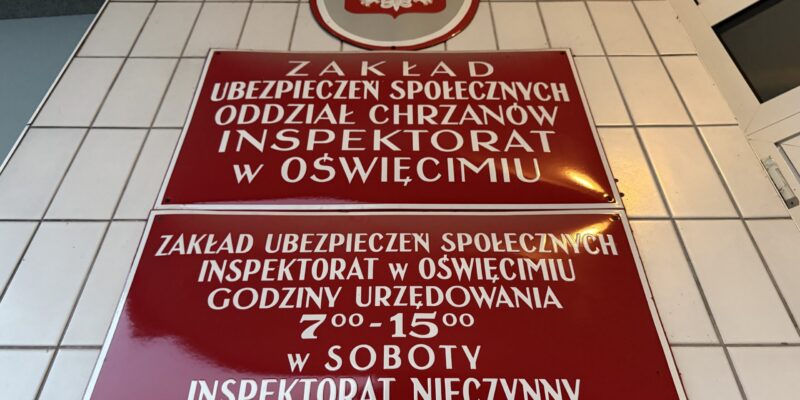 ZAKŁAD
UBEZPIECZEŃ SPOŁECZNYCH
ODDZIAŁ CHRZANÓW
INSPEKTORAT
w OŚWIĘCIMIU
ZAKŁAD UBEZPIECZEŃ SPOŁECZNYCH
INSPEKTORAT w OŚWIĘCIMIU
GODZINY URZĘDOWANIA
7⁰⁰-15⁰⁰
w SOBOTY
INSPEKTORAT NIECZYNNY